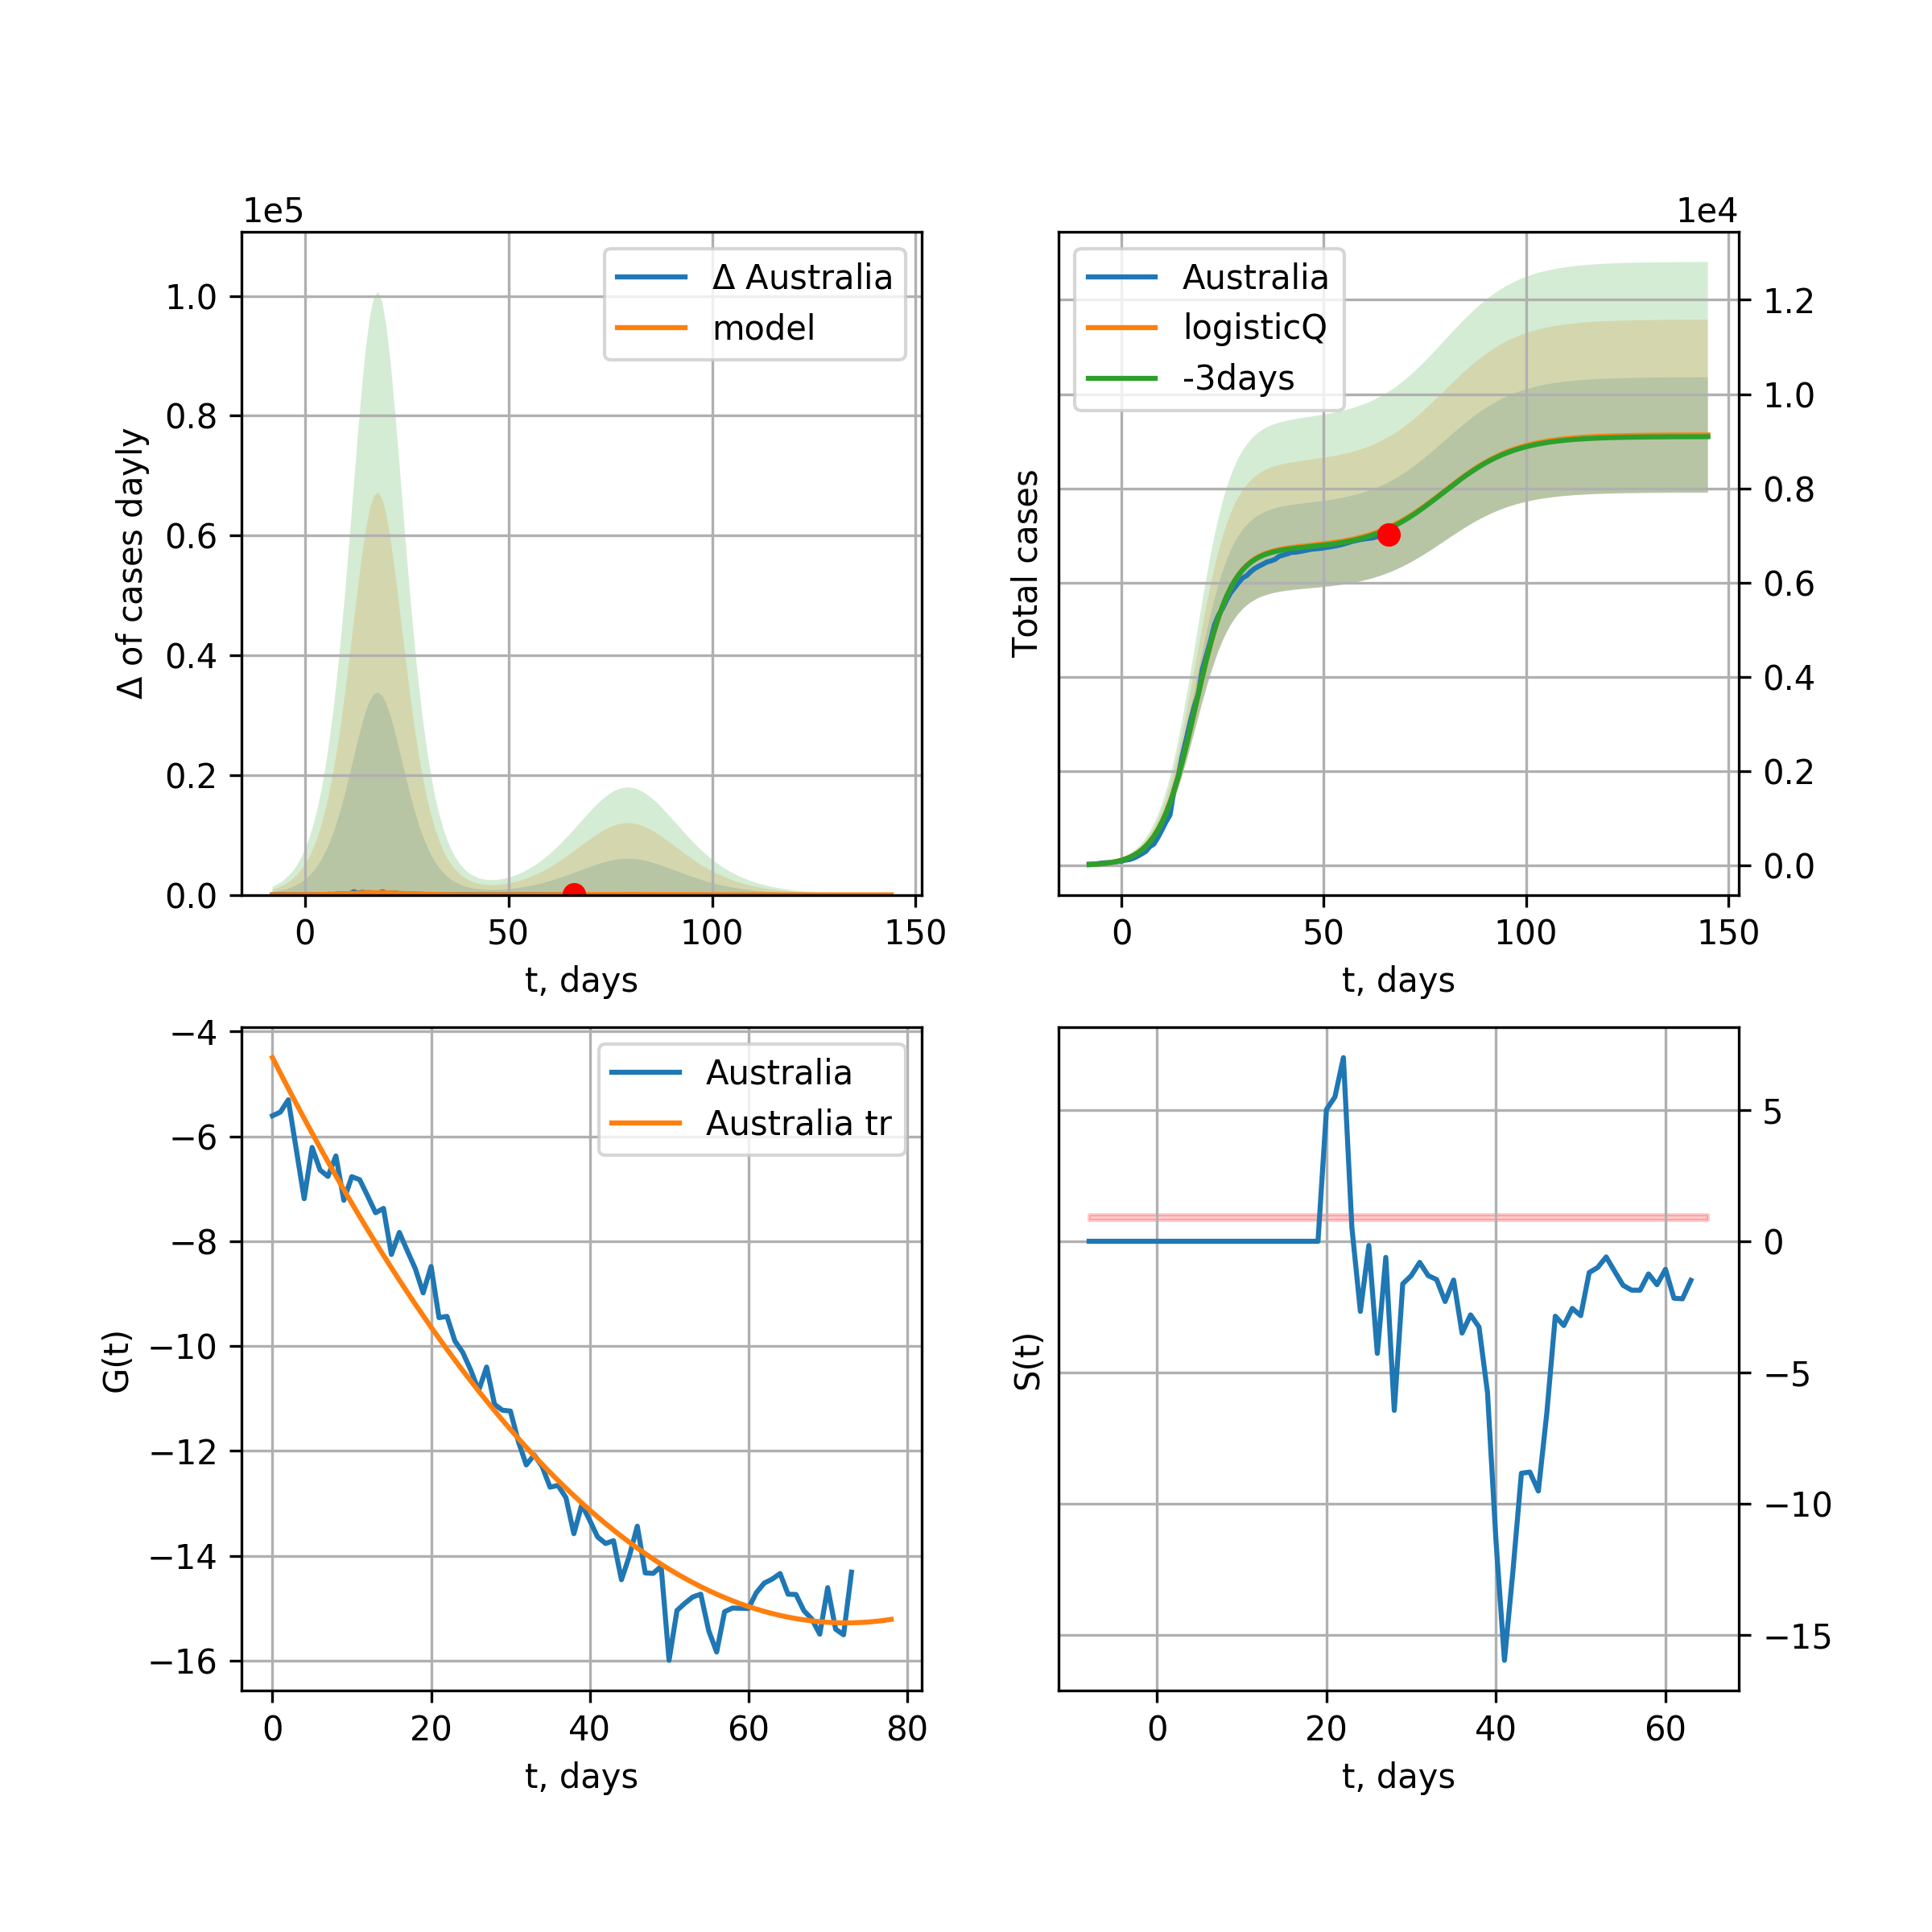 1e5
Δ of cases dayly
1.0
0.8
0.6
0.4
0.2
0.0
Δ Australia
model
0 50 100 150
t, days
1e4
Total cases
Australia
logisticQ
-3days
1.2
1.0
0.8
0.6
0.4
0.2
0.0
0 50 100 150
t, days
G(t)
−4
−6
−8
−10
−12
−14
−16
Australia
Australia tr
0 20 40 60 80
t, days
S(t)
5
0
−5
−10
−15
0 20 40 60
t, days